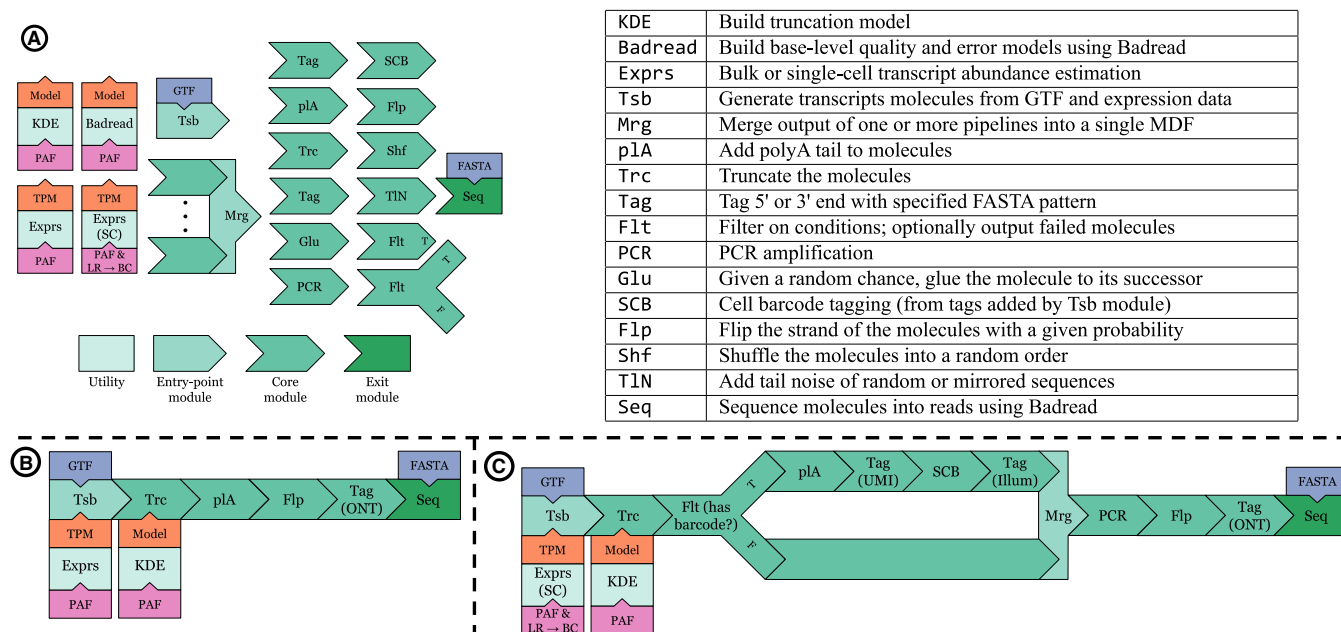 A
Model
KDE
PAF
Model
Badread
PAF
GTF
Tsb
TPM
Exprs
PAF
TPM
Exprs
(SC)
PAF &
LR → BC
Mrg
Tag
plA
Trc
Tag
Glu
PCR
SCB
Flp
Shf
TlN
Flt T
Flt
T
F
FASTA
Seq
Utility
Entry-point
module
Core
module
Exit
module
KDE Build truncation model
Badread Build base-level quality and error models using Badread
Exprs Bulk or single-cell transcript abundance estimation
Tsb Generate transcripts molecules from GTF and expression data
Mrg Merge output of one or more pipelines into a single MDF
plA Add polyA tail to molecules
Trc Truncate the molecules
Tag Tag 5' or 3' end with specified FASTA pattern
Flt Filter on conditions; optionally output failed molecules
PCR PCR amplification
Glu Given a random chance, glue the molecule to its successor
SCB Cell barcode tagging (from tags added by Tsb module)
Flp Flip the strand of the molecules with a given probability
Shf Shuffle the molecules into a random order
TlN Add tail noise of random or mirrored sequences
Seq Sequence molecules into reads using Badread
B
GTF
Tsb
Trc
plA
Flp
Tag
(ONT)
FASTA
Seq
TPM
Exprs
PAF
Model
KDE
PAF
C
GTF
Tsb
Trc
Flt (has
barcode?)
T
F
plA
Tag
(UMI)
SCB
Tag
(Illum)
Mrg
PCR
Flp
Tag
(ONT)
FASTA
Seq
TPM
Exprs
(SC)
PAF &
LR → BC
Model
KDE
PAF